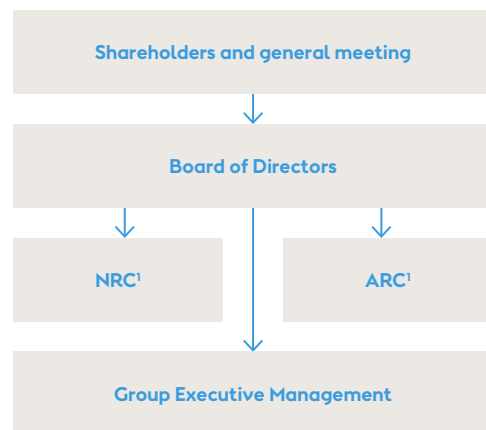 Shareholders and general meeting
Board of Directors
NRC¹
ARC¹
Group Executive Management